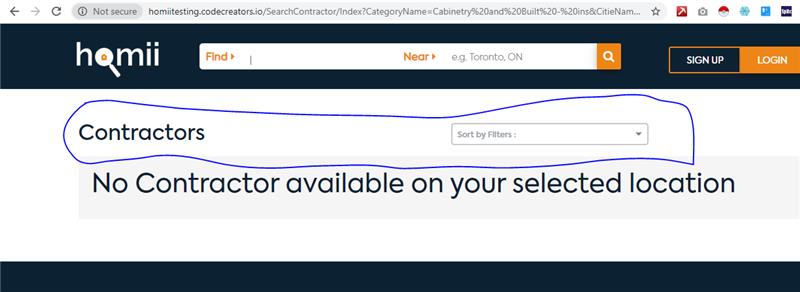 Not secure | homiitesting.codecreators.io/SearchContractor/Index?CategoryName=Cabinetry%20and%20Built%20-%20ins&CitieNam...
homii
Find
Near
e.g. Toronto, ON
SIGN UP
LOGIN
Contractors
Sort by Filters :
No Contractor available on your selected location